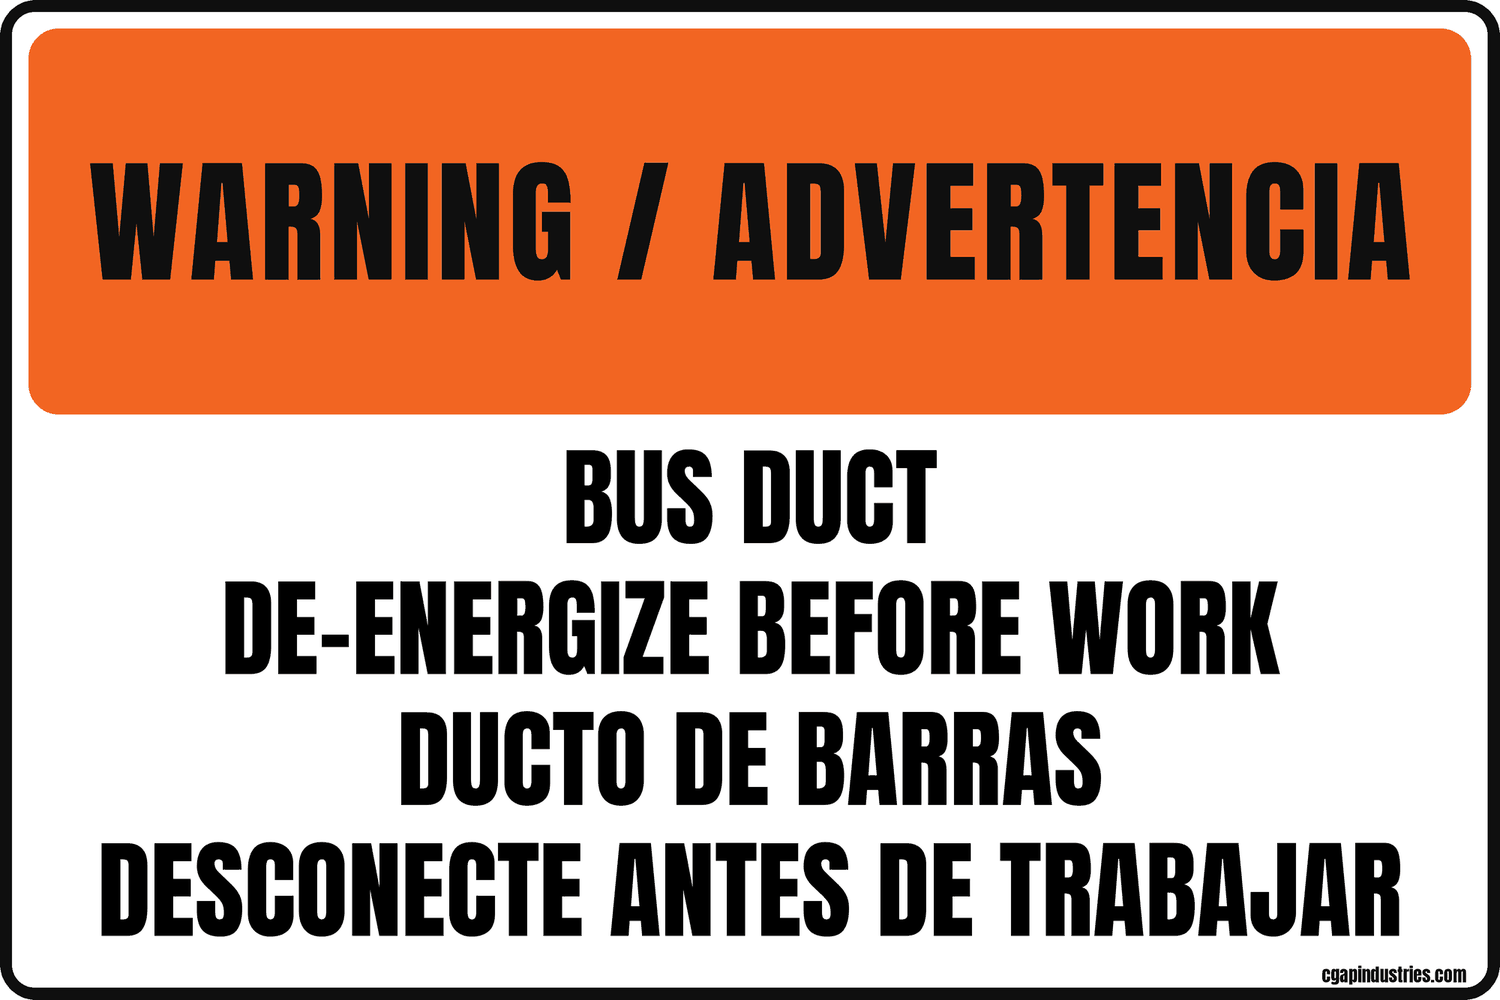 WARNING / ADVERTENCIA
BUS DUCT
DE-ENERGIZE BEFORE WORK
DUCTO DE BARRAS
DESCONECTE ANTES DE TRABAJAR
cgapindustries.com